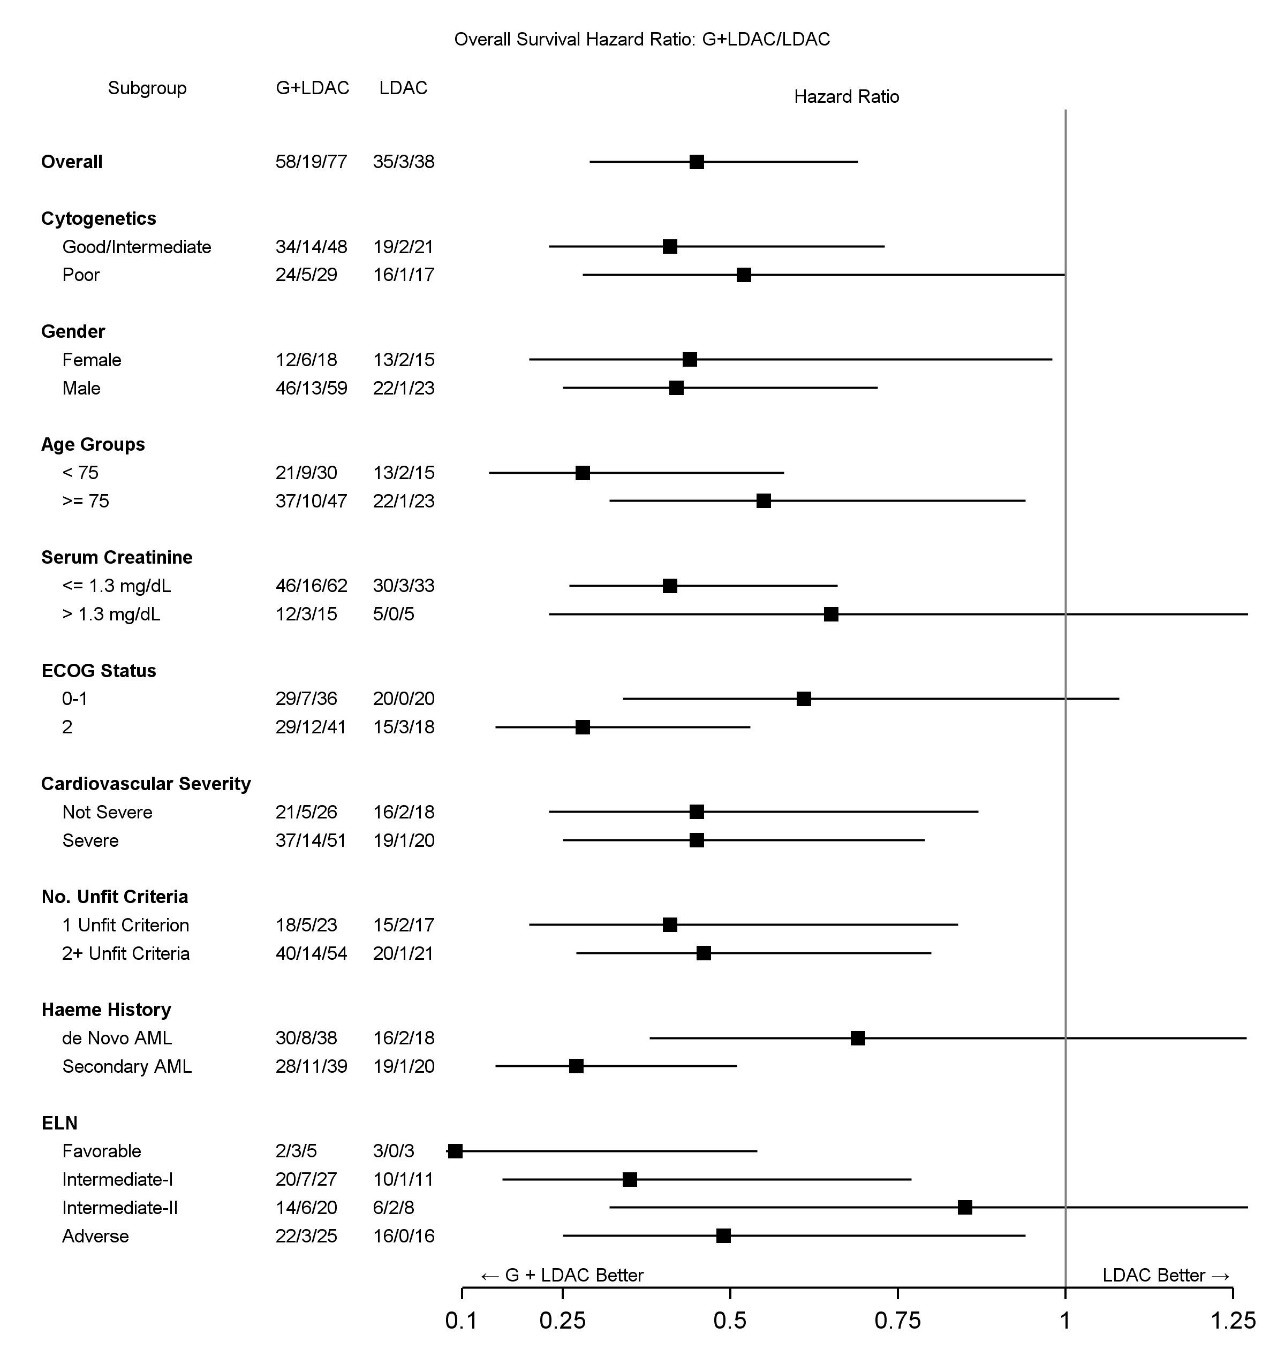 Overall Survival Hazard Ratio: G+LDAC/LDAC
Subgroup G+LDAC LDAC Hazard Ratio
Overall 58/19/77 35/3/38
Cytogenetics
Good/Intermediate 34/14/48 19/2/21
Poor 24/5/29 16/1/17
Gender
Female 12/6/18 13/2/15
Male 46/13/59 22/1/23
Age Groups
< 75 21/9/30 13/2/15
>= 75 37/10/47 22/1/23
Serum Creatinine
<= 1.3 mg/dL 46/16/62 30/3/33
> 1.3 mg/dL 12/3/15 5/0/5
ECOG Status
0-1 29/7/36 20/0/20
2 29/12/41 15/3/18
Cardiovascular Severity
Not Severe 21/5/26 16/2/18
Severe 37/14/51 19/1/20
No. Unfit Criteria
1 Unfit Criterion 18/5/23 15/2/17
2+ Unfit Criteria 40/14/54 20/1/21
Haeme History
de Novo AML 30/8/38 16/2/18
Secondary AML 28/11/39 19/1/20
ELN
Favorable 2/3/5 3/0/3
Intermediate-I 20/7/27 10/1/11
Intermediate-II 14/6/20 6/2/8
Adverse 22/3/25 16/0/16
← G + LDAC Better LDAC Better →
0.1 0.25 0.5 0.75 1 1.25